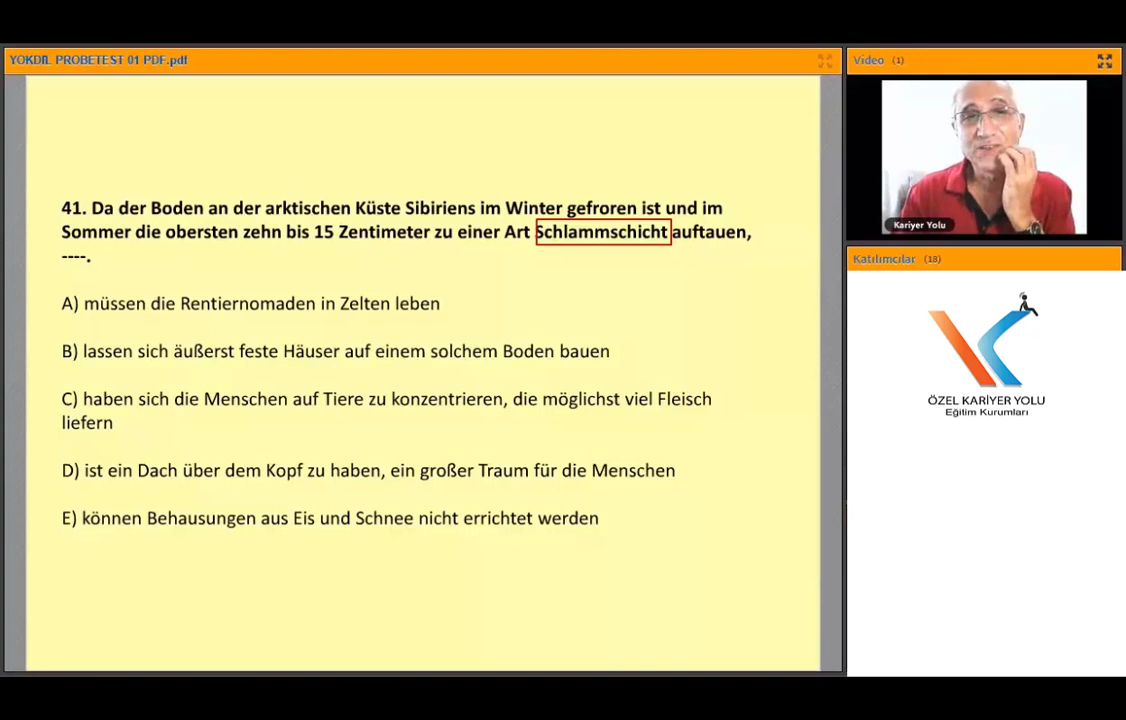 YOKDİL PROBETEST 01 PDF.pdf
Video (1)
41. Da der Boden an der arktischen Küste Sibiriens im Winter gefroren ist und im
Sommer die obersten zehn bis 15 Zentimeter zu einer Art Schlammschicht auftauen,
----.
A) müssen die Rentiernomaden in Zelten leben
B) lassen sich äußerst feste Häuser auf einem solchem Boden bauen
C) haben sich die Menschen auf Tiere zu konzentrieren, die möglichst viel Fleisch
liefern
D) ist ein Dach über dem Kopf zu haben, ein großer Traum für die Menschen
E) können Behausungen aus Eis und Schnee nicht errichtet werden
Kariyer Yolu
Katılımcılar (18)
ÖZEL KARİYER YOLU
Eğitim Kurumları